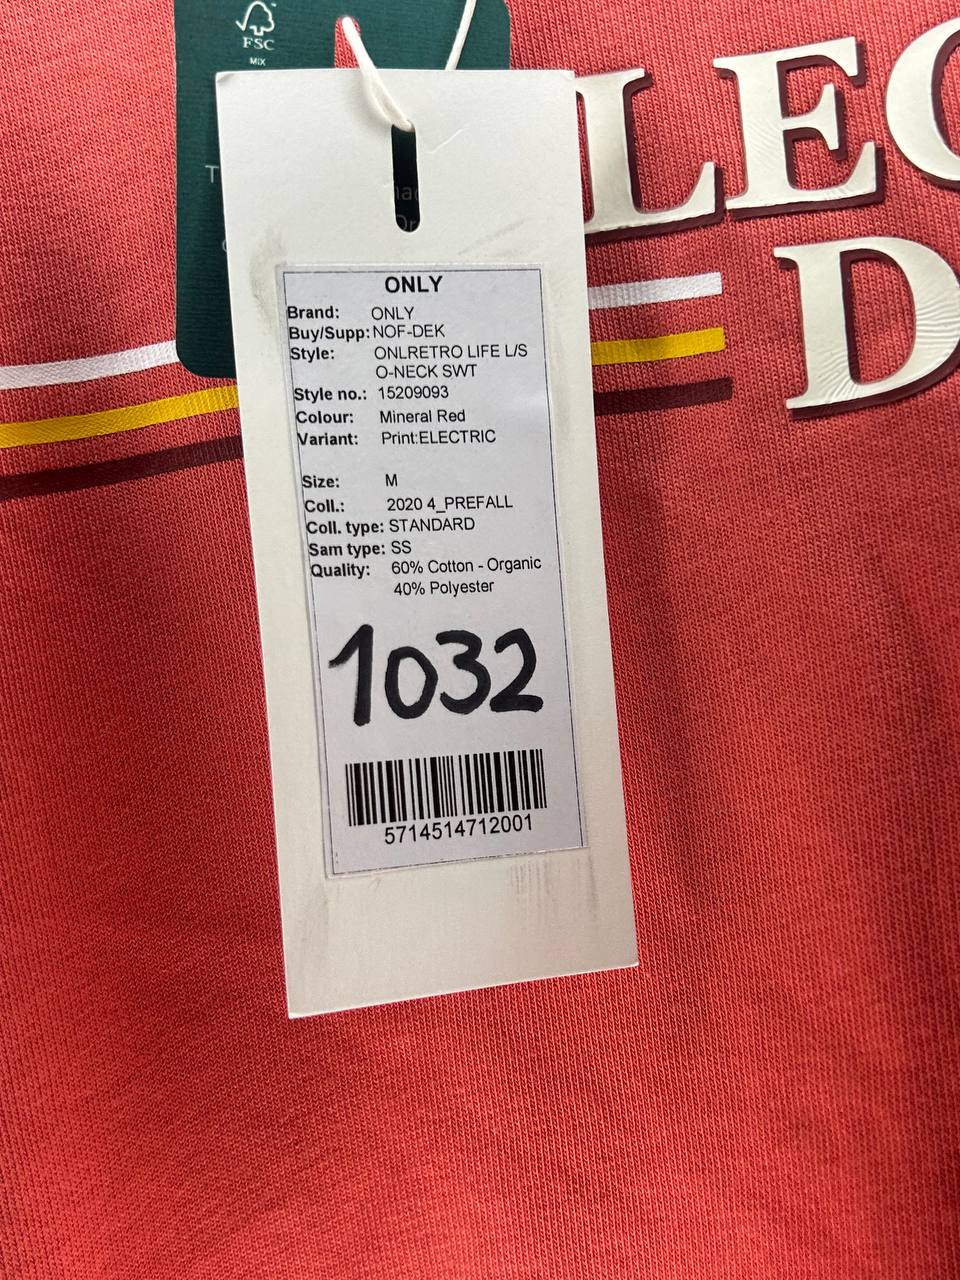 FSC
MIX
ONLY
Brand: ONLY
Buy/Supp: NOF-DEK
Style: ONLRETRO LIFE L/S
O-NECK SWT
Style no.: 15209093
Colour: Mineral Red
Variant: Print:ELECTRIC
Size: M
Coll.: 2020 4_PREFALL
Coll. type: STANDARD
Sam type: SS
Quality: 60% Cotton - Organic
40% Polyester
1032
5714514712001